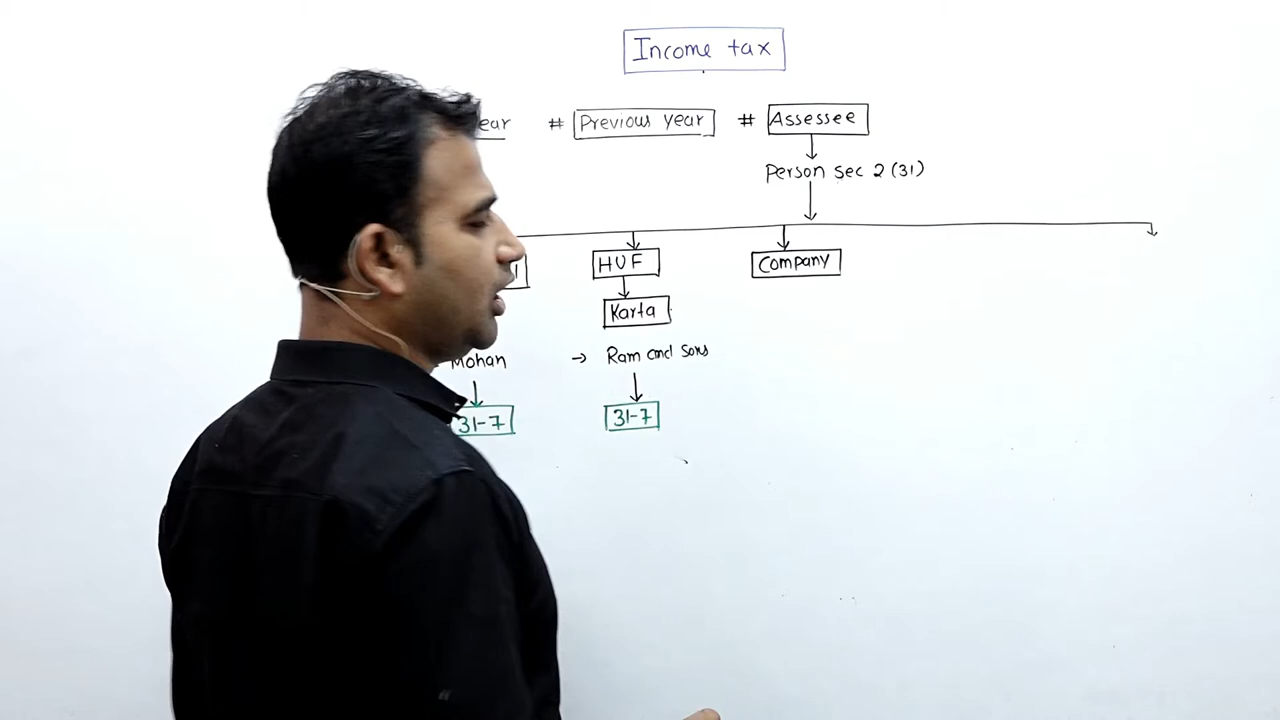 Income tax
# Previous year # Assessee
Person sec 2 (31)
HUF Company
Karta
Mohan → Ram and Sons
31-7 31-7